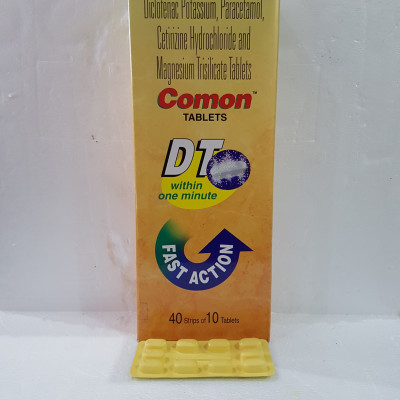 Diclofenac Potassium, Paracetamol,
Cetirizine Hydrochloride and
Magnesium Trisilicate Tablets
Comon™
TABLETS
DT
within
one minute
FAST ACTION
40 Strips of 10 Tablets